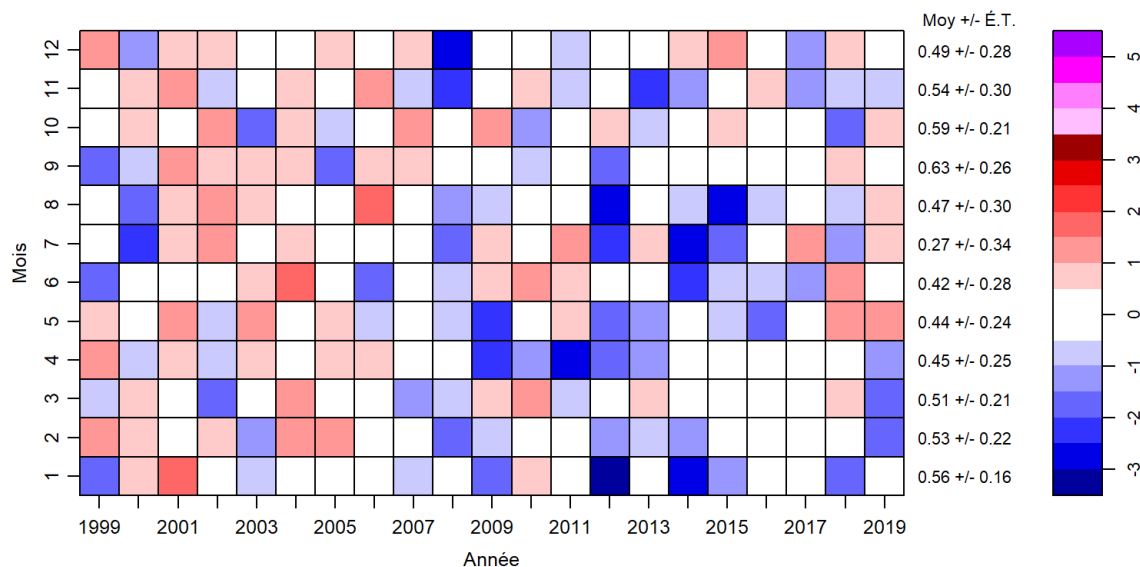 Moy +/- É.T.
12
0.49 +/- 0.28
11
0.54 +/- 0.30
10
0.59 +/- 0.21
9
0.63 +/- 0.26
8
0.47 +/- 0.30
7
0.27 +/- 0.34
6
0.42 +/- 0.28
5
0.44 +/- 0.24
4
0.45 +/- 0.25
3
0.51 +/- 0.21
2
0.53 +/- 0.22
1
0.56 +/- 0.16
Mois
1999 2001 2003 2005 2007 2009 2011 2013 2015 2017 2019
Année
5
4
3
2
1
0
-1
-2
-3